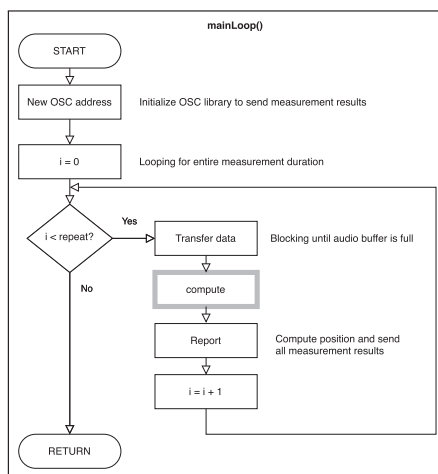 mainLoop()
START
New OSC address
Initialize OSC library to send measurement results
i = 0
Looping for entire measurement duration
i < repeat?
Yes
Transfer data
Blocking until audio buffer is full
No
compute
Report
Compute position and send
all measurement results
i = i + 1
RETURN